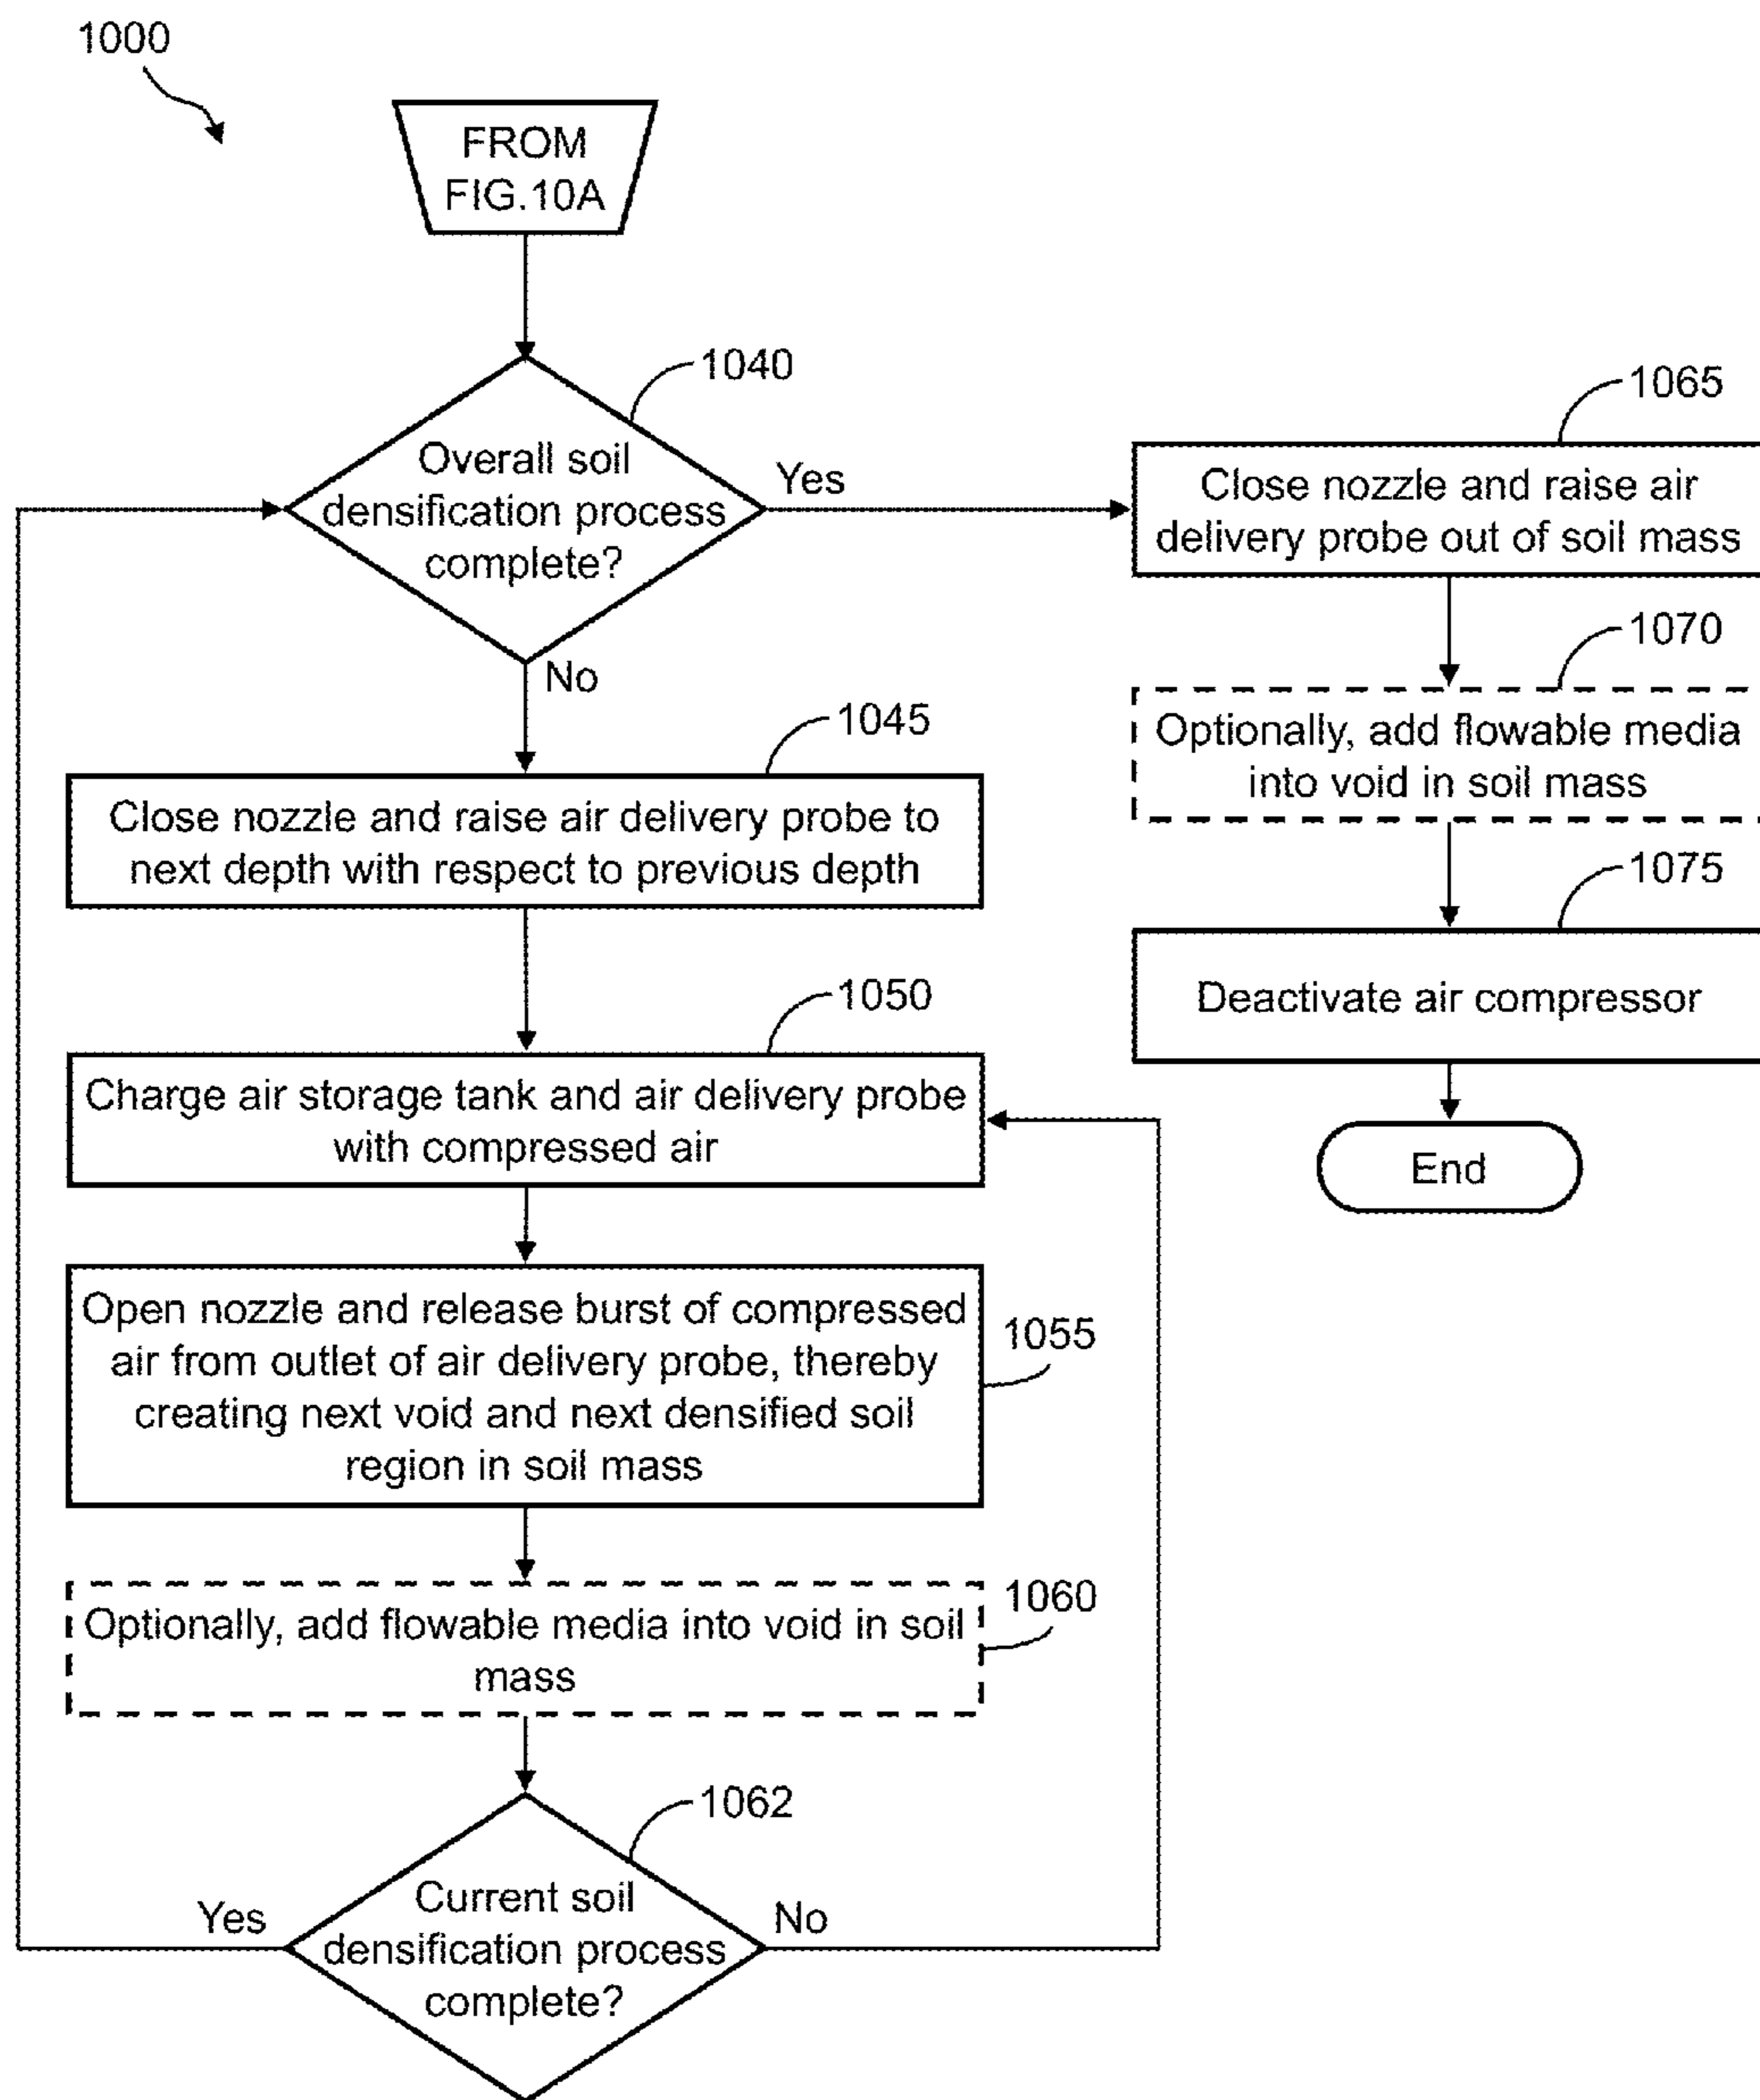 1000
FROM
FIG.10A
1040
Overall soil
densification process
complete?
Yes
No
1045
Close nozzle and raise air delivery probe to
next depth with respect to previous depth
1050
Charge air storage tank and air delivery probe
with compressed air
Open nozzle and release burst of compressed
air from outlet of air delivery probe, thereby
creating next void and next densified soil
region in soil mass
1055
Optionally, add flowable media into void in soil
mass
1060
1062
Current soil
densification process
complete?
Yes
No
1065
Close nozzle and raise air
delivery probe out of soil mass
1070
Optionally, add flowable media
into void in soil mass
1075
Deactivate air compressor
End